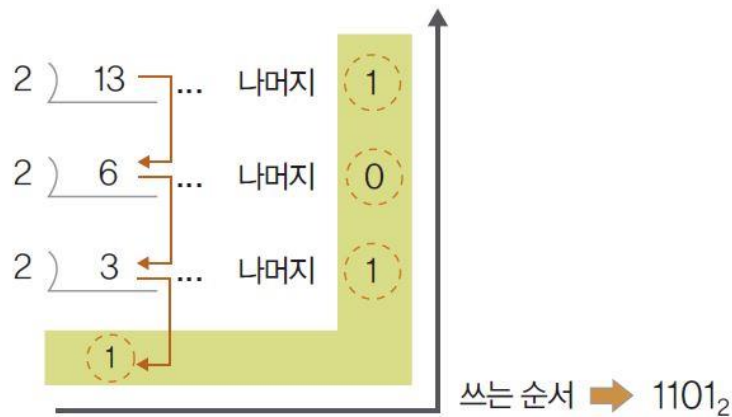 2 ) 13 ... 나머지 1
2 ) 6 ... 나머지 0
2 ) 3 ... 나머지 1
1
쓰는 순서 ➡ 1101₂